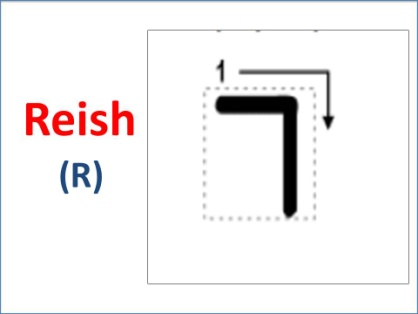 Reish
(R)
1
ר